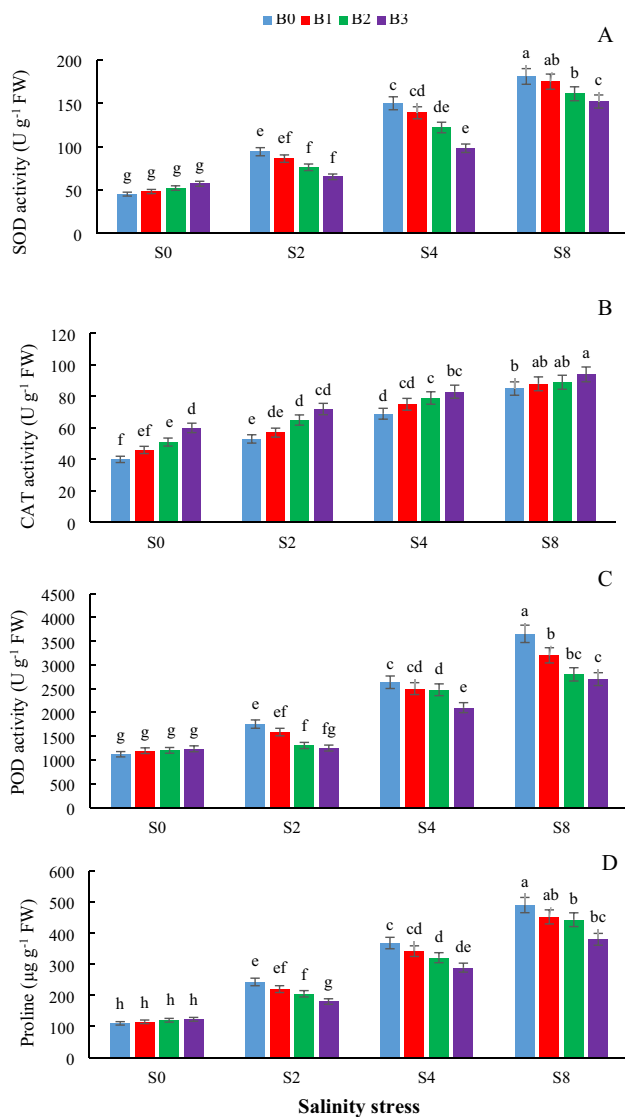 B0 B1 B2 B3
A
SOD activity (U g-1 FW)
200
150
100
50
0
g g g g
e ef f f
c cd de e
a ab b c
S0 S2 S4 S8
B
CAT activity (U g-1 FW)
120
100
80
60
40
20
0
f ef e d
e de d cd
d cd c bc
b ab ab a
S0 S2 S4 S8
C
POD activity (U g-1 FW)
4500
4000
3500
3000
2500
2000
1500
1000
500
0
g g g g
e ef f fg
c cd d e
a b bc c
S0 S2 S4 S8
D
Proline (µg g-1 FW)
600
500
400
300
200
100
0
h h h h
e ef f g
c cd d de
a ab b bc
S0 S2 S4 S8
Salinity stress